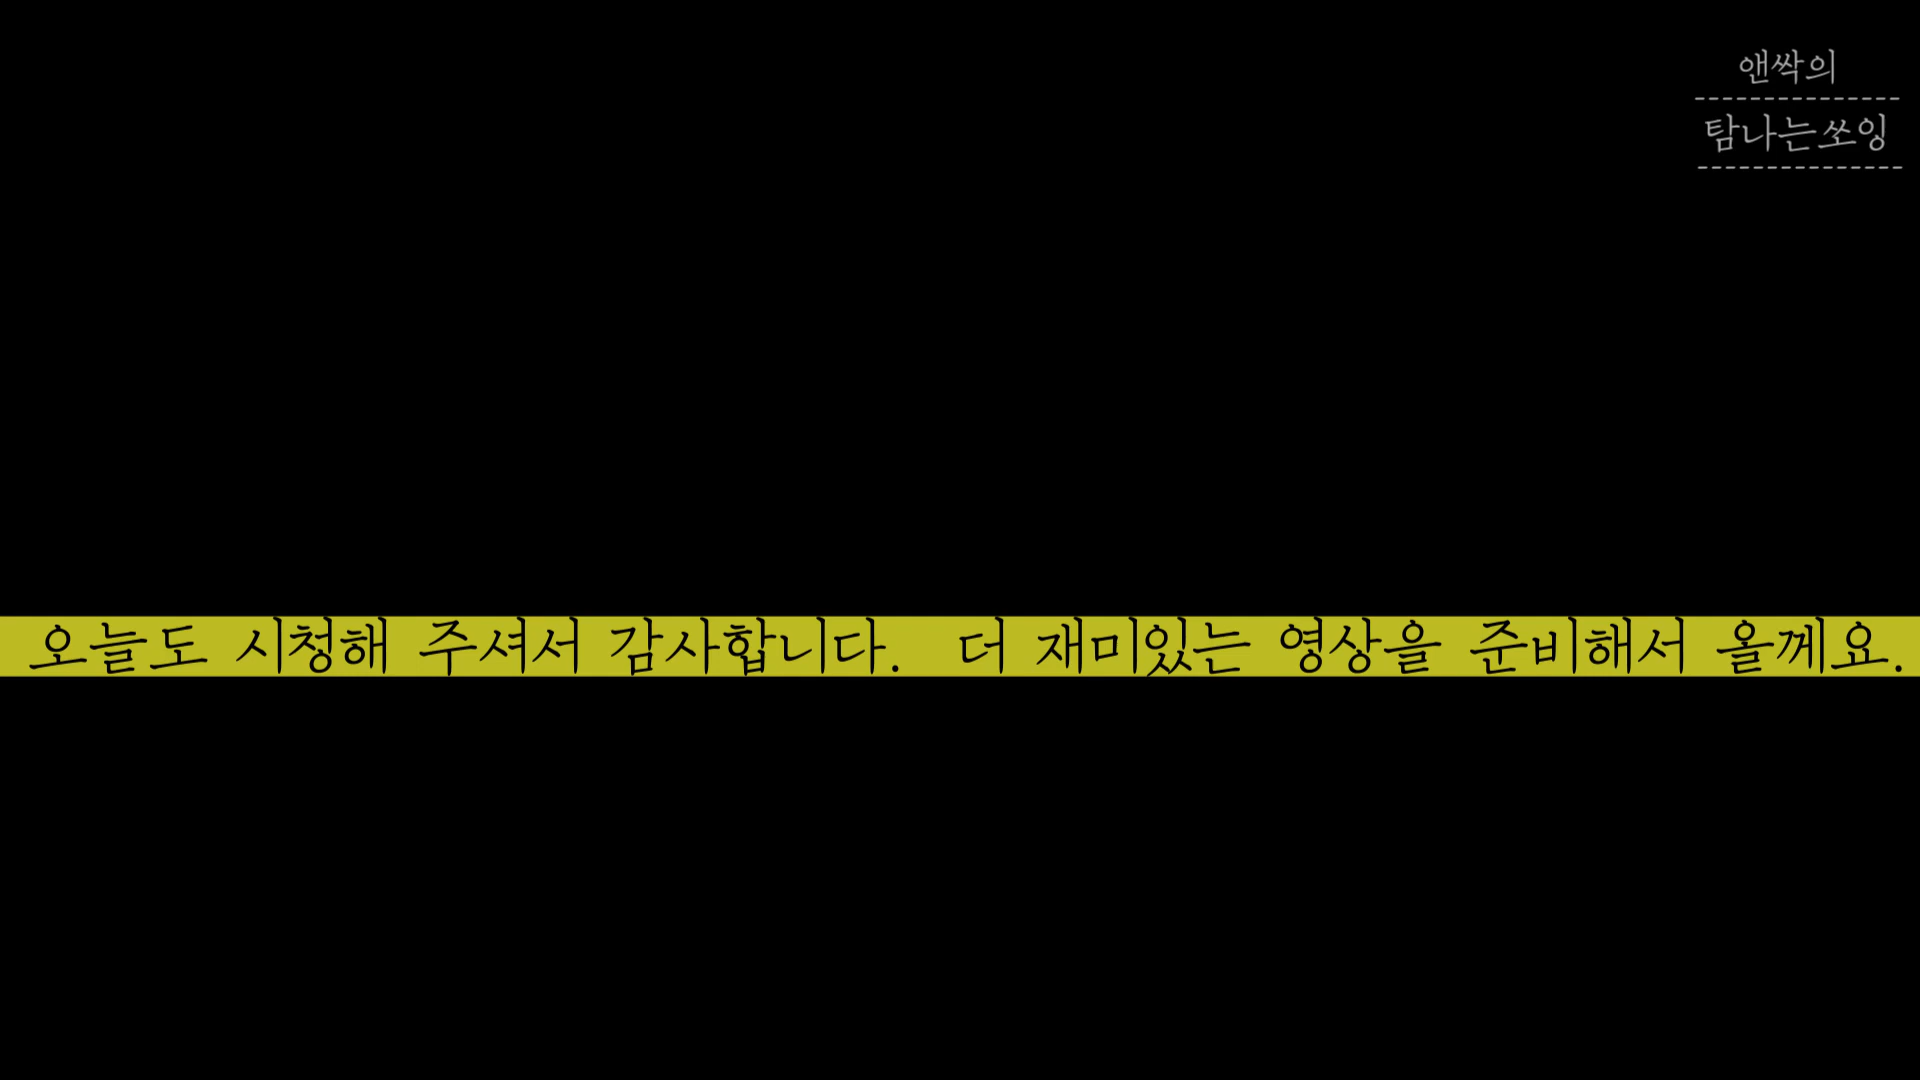 앤싹의
탐나는쏘잉
오늘도 시청해 주셔서 감사합니다. 더 재미있는 영상을 준비해서 올께요.